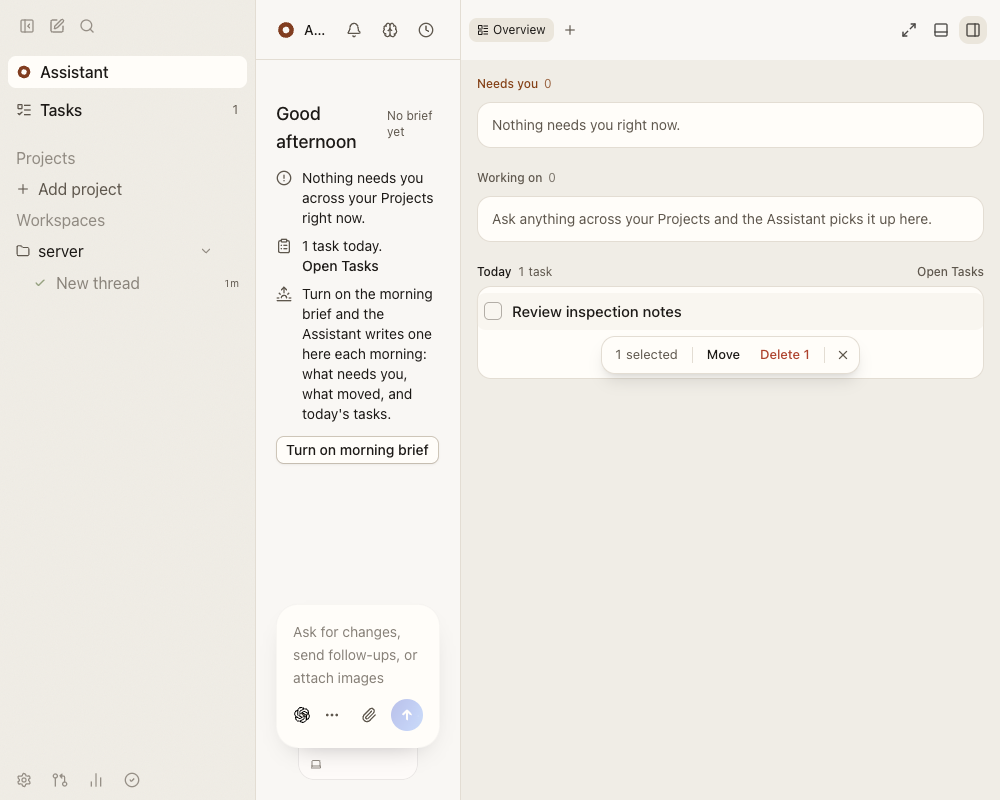 Assistant
Tasks
1
Projects
Add project
Workspaces
server
New thread
1m
A...
Good
afternoon
No brief
yet
Nothing needs you
across your Projects
right now.
1 task today.
Open Tasks
Turn on the morning
brief and the
Assistant writes one
here each morning:
what needs you,
what moved, and
today's tasks.
Turn on morning brief
Ask for changes,
send follow-ups, or
attach images
Overview
Needs you 0
Nothing needs you right now.
Working on 0
Ask anything across your Projects and the Assistant picks it up here.
Today 1 task
Open Tasks
Review inspection notes
1 selected
Move
Delete 1